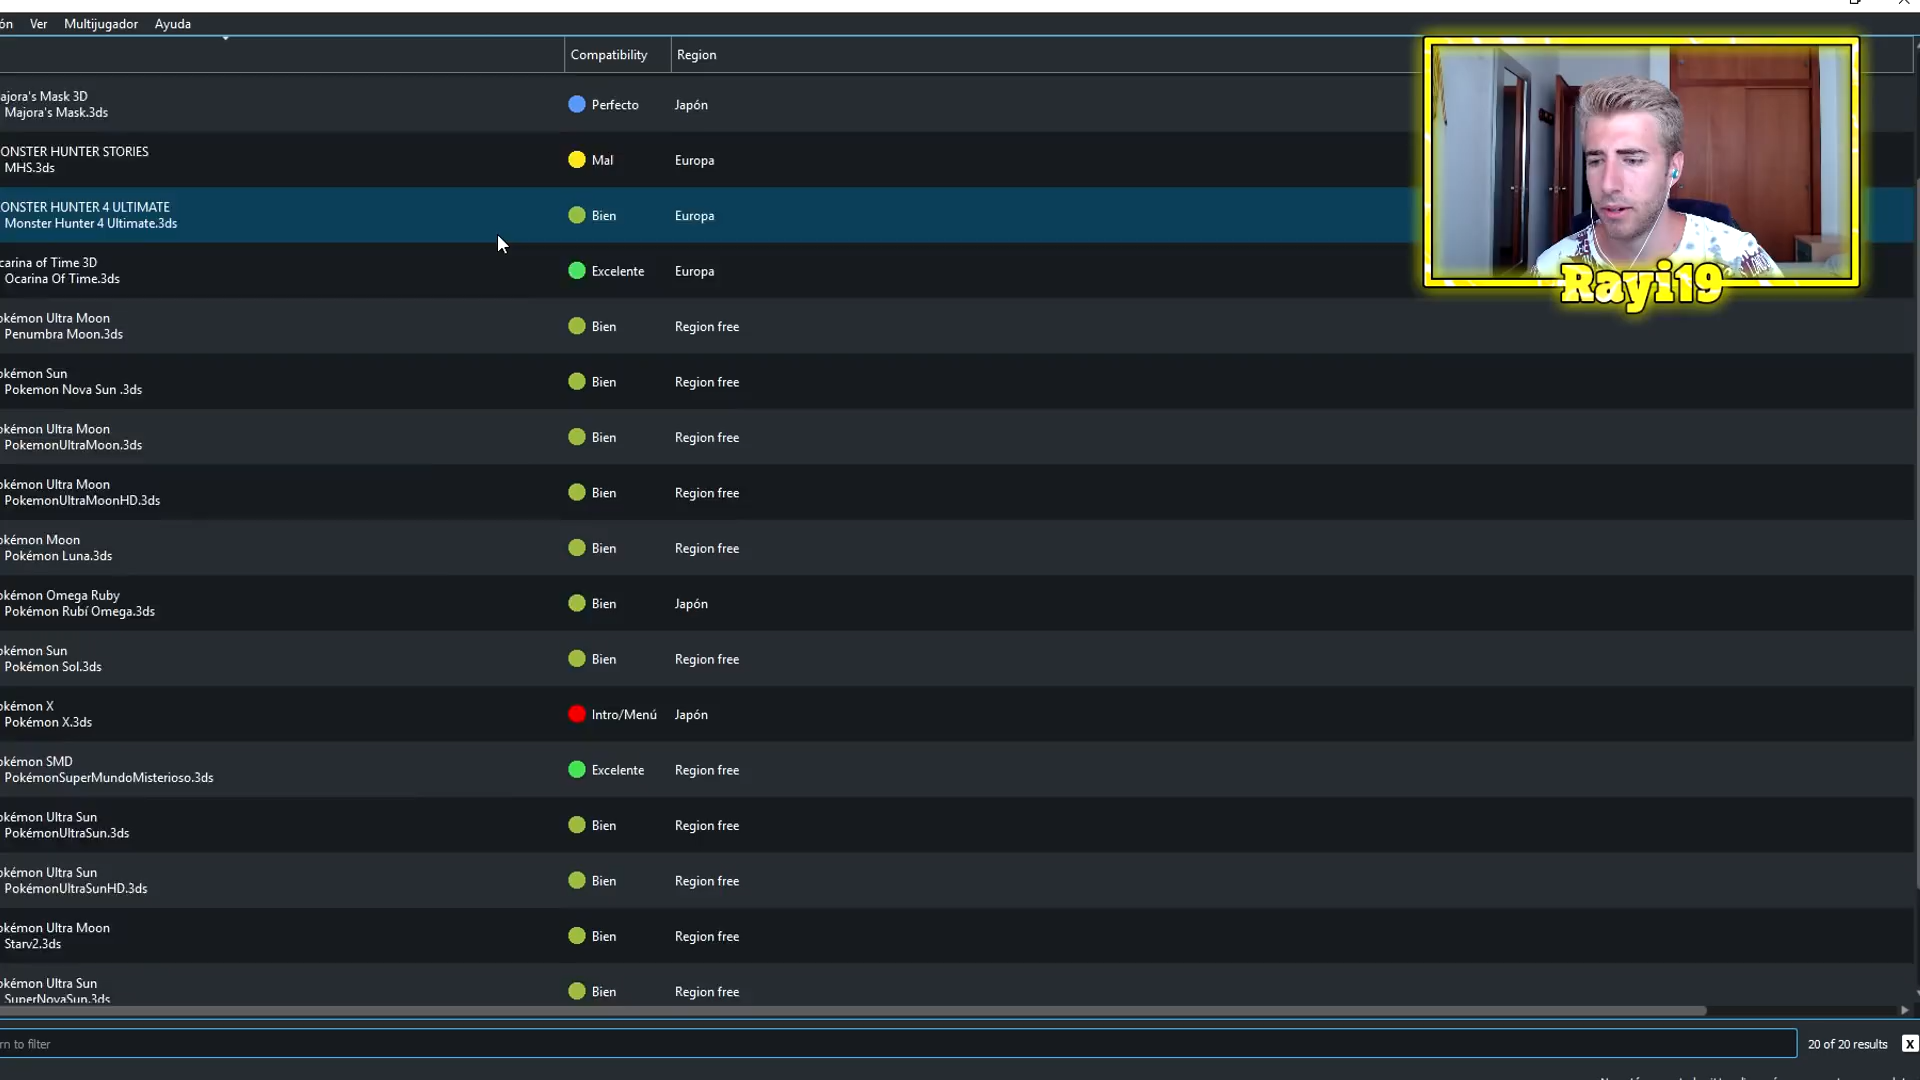 ón Ver Multijugador Ayuda
Compatibility Region
ajora's Mask 3D
Majora's Mask.3ds
Perfecto Japón
ONSTER HUNTER STORIES
MHS.3ds
Mal Europa
ONSTER HUNTER 4 ULTIMATE
Monster Hunter 4 Ultimate.3ds
Bien Europa
carina of Time 3D
Ocarina Of Time.3ds
Excelente Europa
okémon Ultra Moon
Penumbra Moon.3ds
Bien Region free
okémon Sun
Pokemon Nova Sun .3ds
Bien Region free
okémon Ultra Moon
PokemonUltraMoon.3ds
Bien Region free
okémon Ultra Moon
PokemonUltraMoonHD.3ds
Bien Region free
okémon Moon
Pokémon Luna.3ds
Bien Region free
okémon Omega Ruby
Pokémon Rubí Omega.3ds
Bien Japón
okémon Sun
Pokémon Sol.3ds
Bien Region free
okémon X
Pokémon X.3ds
Intro/Menú Japón
okémon SMD
PokémonSuperMundoMisterioso.3ds
Excelente Region free
okémon Ultra Sun
PokémonUltraSun.3ds
Bien Region free
okémon Ultra Sun
PokémonUltraSunHD.3ds
Bien Region free
okémon Ultra Moon
Starv2.3ds
Bien Region free
okémon Ultra Sun
SuperNovaSun.3ds
Bien Region free
rn to filter
20 of 20 results X
Rayi19